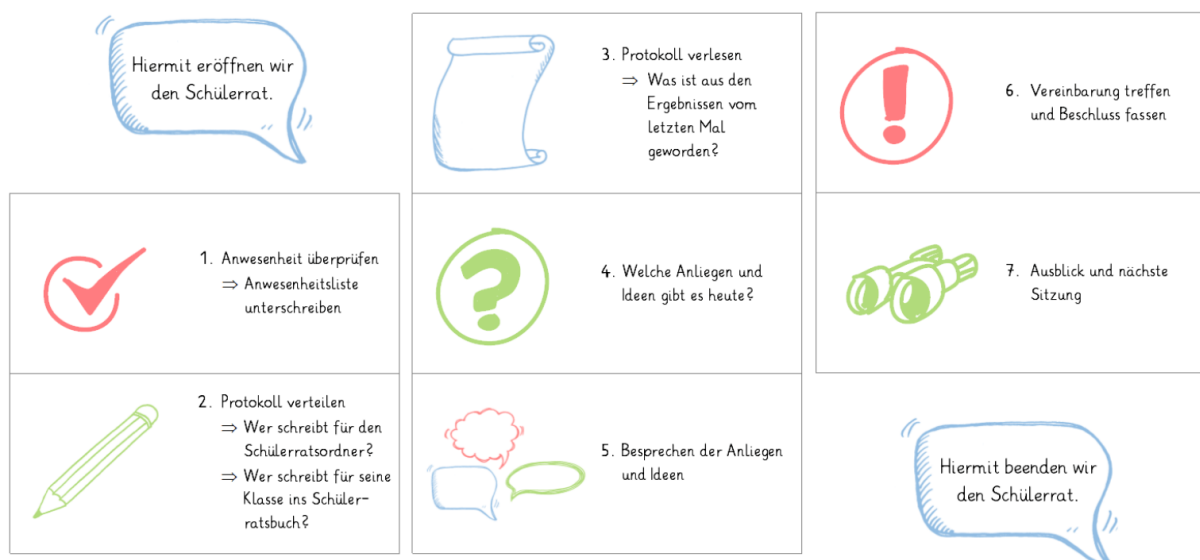 Hiermit eröffnen wir
den Schülerrat.
1. Anwesenheit überprüfen
⇒ Anwesenheitsliste
unterschreiben
2. Protokoll verteilen
⇒ Wer schreibt für den
Schülerratsordner?
⇒ Wer schreibt für seine
Klasse ins Schüler-
ratsbuch?
3. Protokoll verlesen
⇒ Was ist aus den
Ergebnissen vom
letzten Mal
geworden?
4. Welche Anliegen und
Ideen gibt es heute?
5. Besprechen der Anliegen
und Ideen
6. Vereinbarung treffen
und Beschluss fassen
7. Ausblick und nächste
Sitzung
Hiermit beenden wir
den Schülerrat.